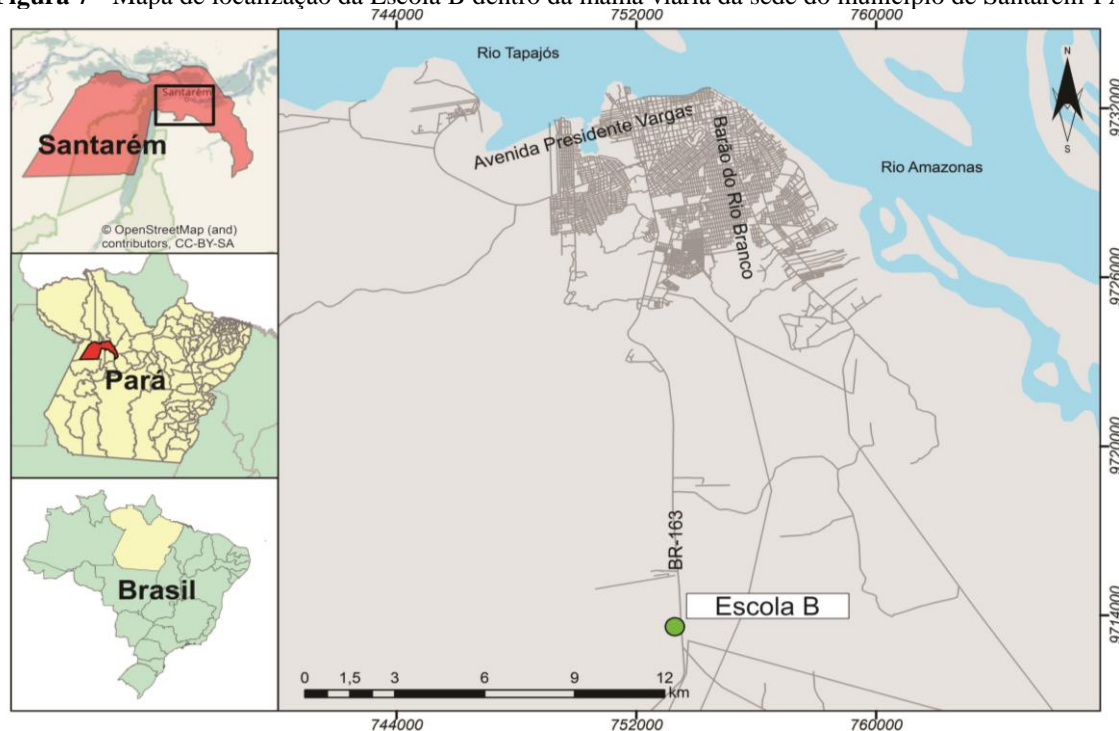 Figura 7 - Mapa de localização da Escola B dentro da malha viária da sede do município de Santarém-PA
744000
752000
760000
Santarém
Santarém
© OpenStreetMap (and)
contributors, CC-BY-SA
Pará
Brasil
Rio Tapajós
Avenida Presidente Vargas
Barão do Rio Branco
Rio Amazonas
N
S
9732000
9726000
9720000
9714000
BR-163
Escola B
0
1,5
3
6
9
12
km
744000
752000
760000